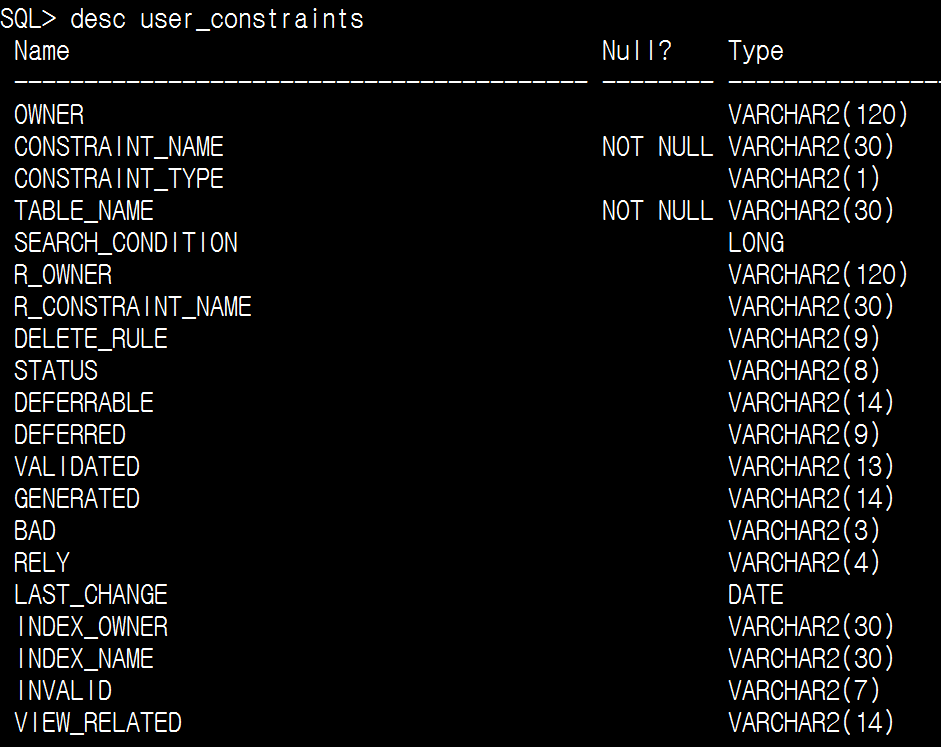 SQL> desc user_constraints
 Name                                      Null?    Type
 ----------------------------------------- -------- ---------------
 OWNER                                              VARCHAR2(120)
 CONSTRAINT_NAME                           NOT NULL VARCHAR2(30)
 CONSTRAINT_TYPE                                    VARCHAR2(1)
 TABLE_NAME                                NOT NULL VARCHAR2(30)
 SEARCH_CONDITION                                   LONG
 R_OWNER                                            VARCHAR2(120)
 R_CONSTRAINT_NAME                                  VARCHAR2(30)
 DELETE_RULE                                        VARCHAR2(9)
 STATUS                                             VARCHAR2(8)
 DEFERRABLE                                         VARCHAR2(14)
 DEFERRED                                           VARCHAR2(9)
 VALIDATED                                          VARCHAR2(13)
 GENERATED                                          VARCHAR2(14)
 BAD                                                VARCHAR2(3)
 RELY                                               VARCHAR2(4)
 LAST_CHANGE                                        DATE
 INDEX_OWNER                                        VARCHAR2(30)
 INDEX_NAME                                         VARCHAR2(30)
 INVALID                                            VARCHAR2(7)
 VIEW_RELATED                                       VARCHAR2(14)